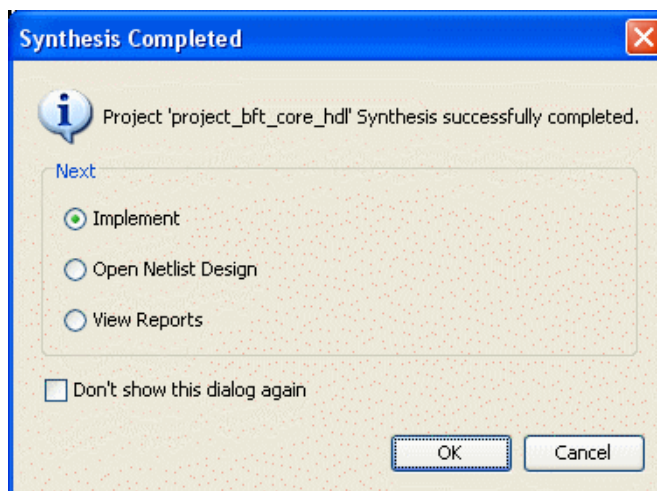 Synthesis Completed
Project 'project_bft_core_hdl' Synthesis successfully completed.
Next
Implement
Open Netlist Design
View Reports
Don't show this dialog again
OK
Cancel